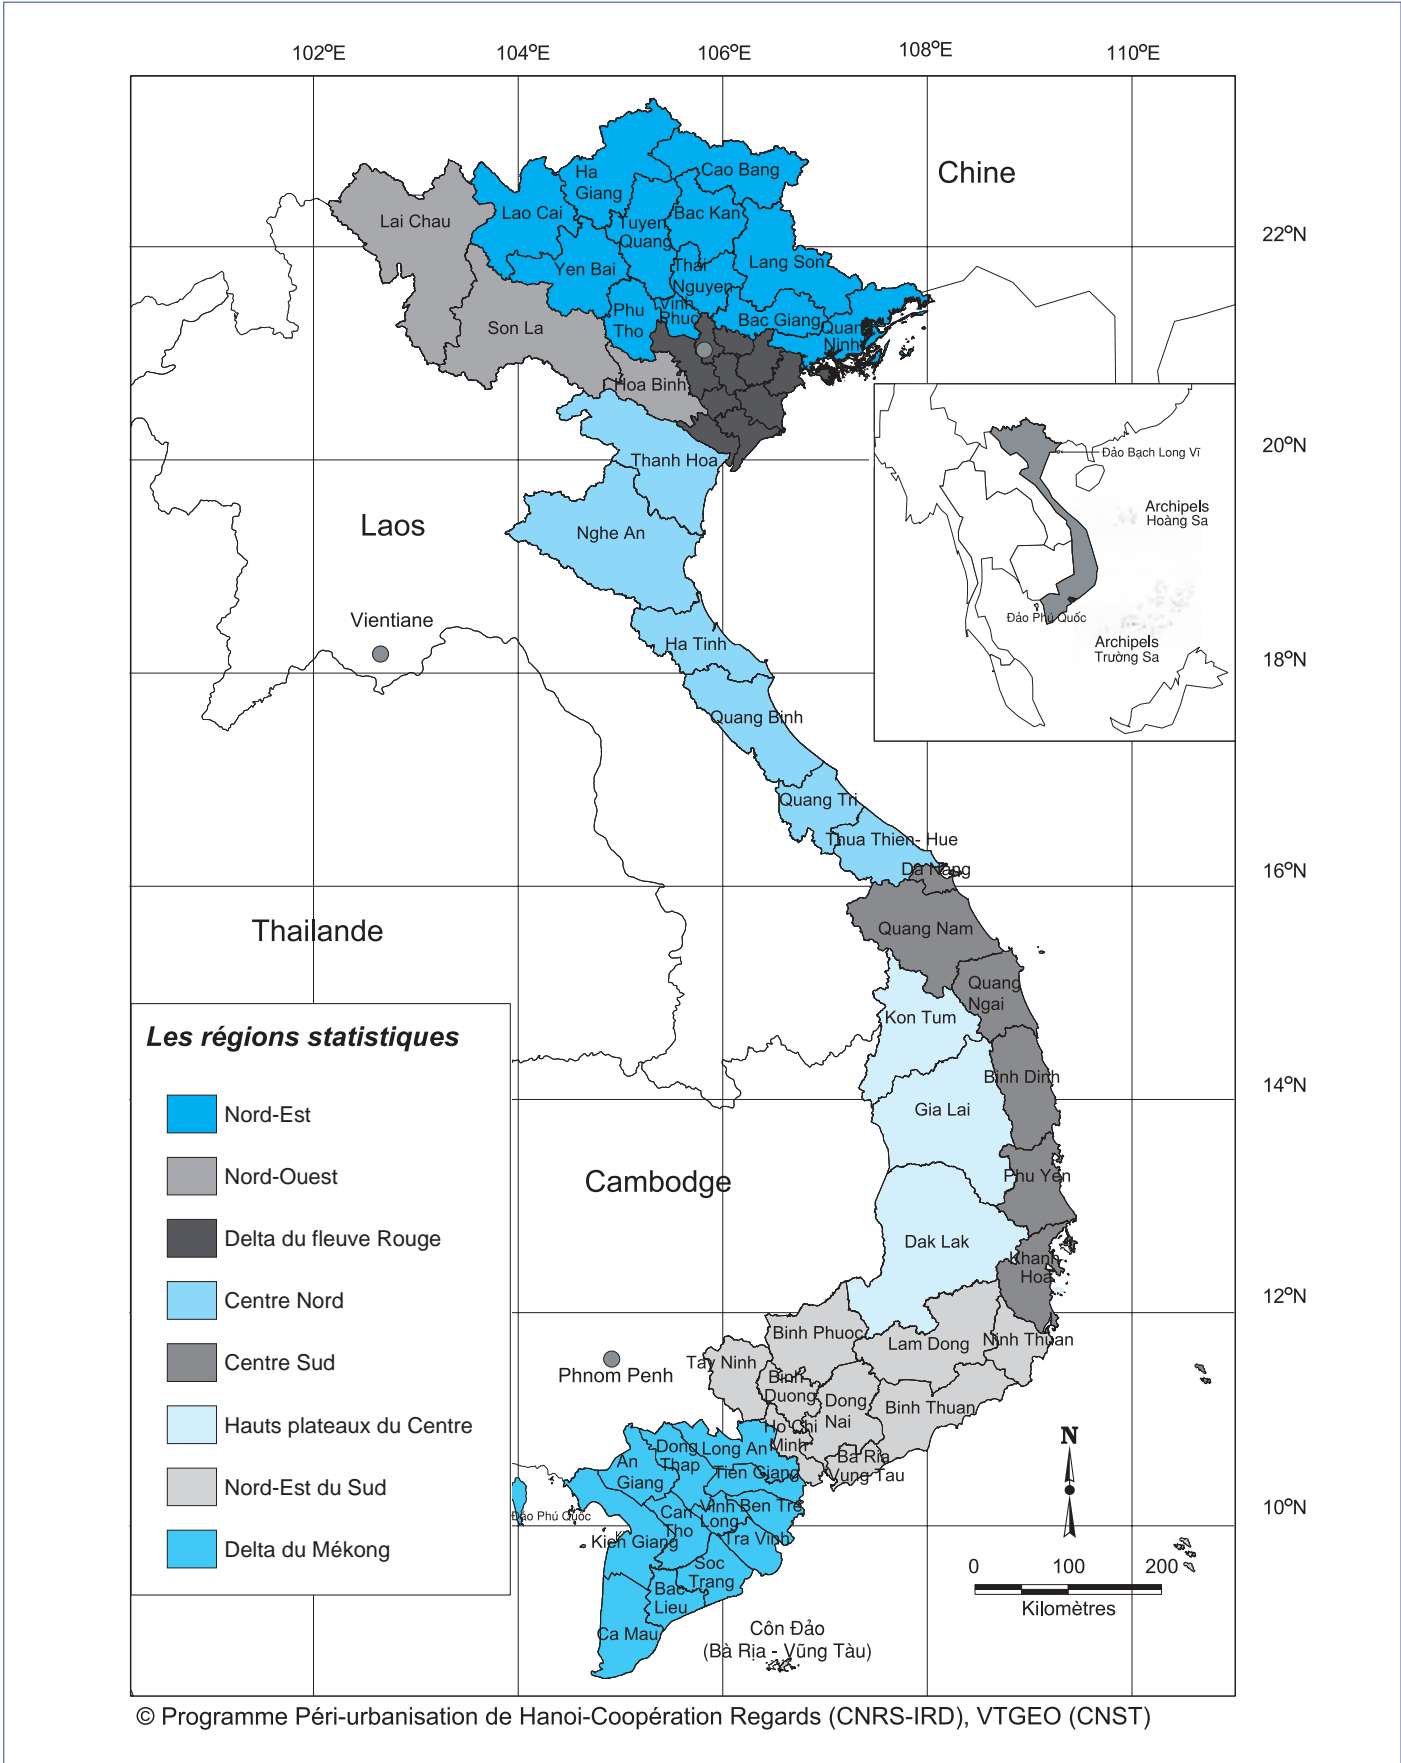 102°E
104°E
106°E
108°E
110°E
Chine
Ha
Giang
Cao Bang
Lai Chau
Lao Cai
Bac Kan
Tuyen
Quang
22°N
Lang Son
Yen Bai
Thai
Nguyen
Vinh
Phuc
Phu
Tho
Bac Giang
Quang
Ninh
Son La
Hoa Binh
20°N
Thanh Hoa
Đảo Bạch Long Vĩ
Archipels
Hoàng Sa
Laos
Nghe An
Đảo Phú Quốc
Archipels
Trường Sa
Vientiane
Ha Tinh
18°N
Quang Binh
Quang Tri
Thua Thien- Hue
Da Nang
16°N
Thailande
Quang Nam
Quang
Ngai
Kon Tum
Binh Dinh
14°N
Gia Lai
Cambodge
Phu Yen
Dak Lak
Khanh
Hoa
12°N
Binh Phuoc
Lam Dong
Ninh Thuan
Tay Ninh
Phnom Penh
Binh
Duong
Dong
Nai
Binh Thuan
Ho Chi
Minh
Ba Ria
Vung Tau
Long An
Dong
Thap
An
Giang
Tien Giang
Vinh
Long
Ben Tre
Can
Tho
10°N
Đảo Phú Quốc
Kien Giang
Tra Vinh
Soc
Trang
Bac
Lieu
Ca Mau
Côn Đảo
(Bà Rịa - Vũng Tàu)
N
0 100 200
Kilomètres
Les régions statistiques
Nord-Est
Nord-Ouest
Delta du fleuve Rouge
Centre Nord
Centre Sud
Hauts plateaux du Centre
Nord-Est du Sud
Delta du Mékong
© Programme Péri-urbanisation de Hanoi-Coopération Regards (CNRS-IRD), VTGEO (CNST)